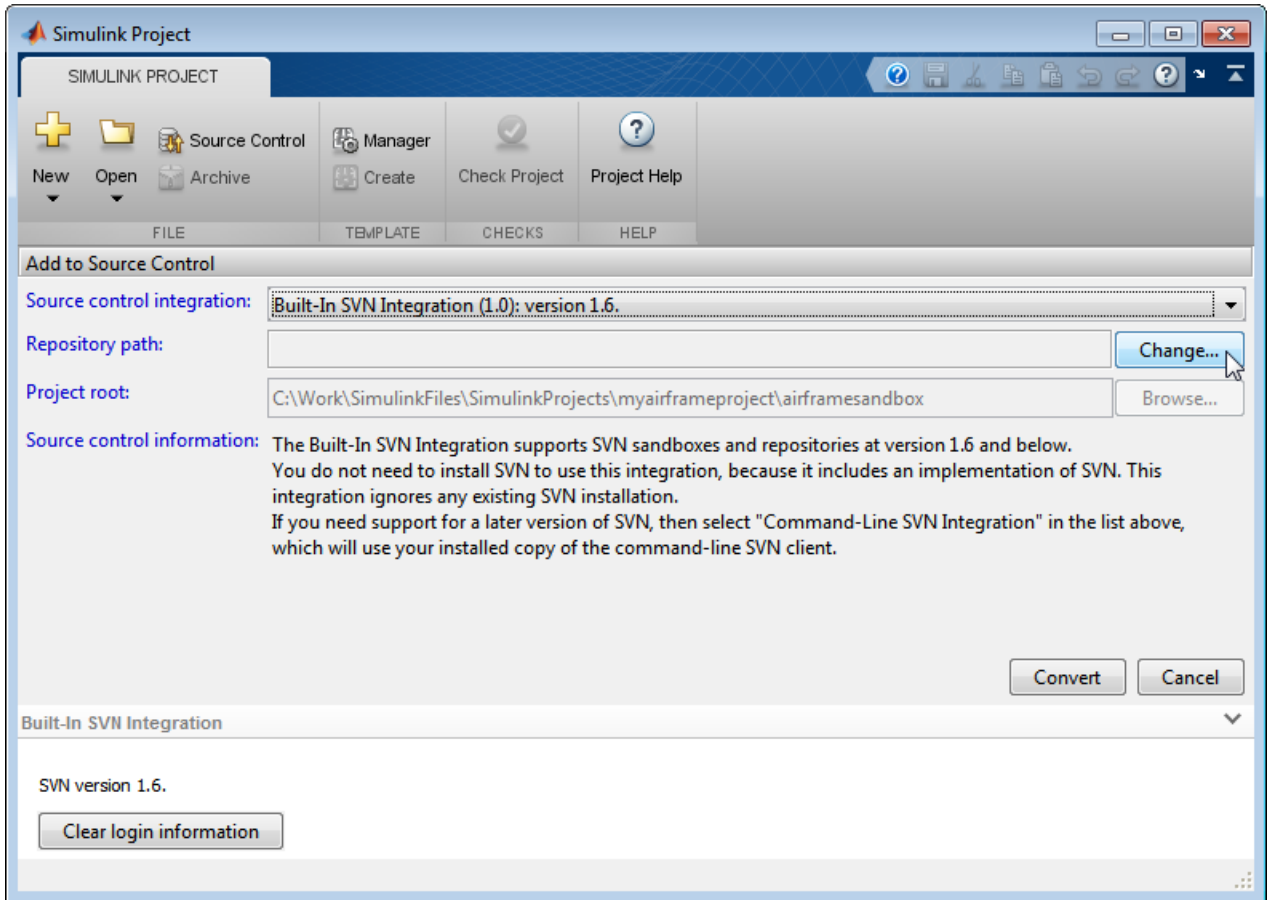 Simulink Project
SIMULINK PROJECT
New
Open
Source Control
Archive
Manager
Create
Check Project
Project Help
FILE
TEMPLATE
CHECKS
HELP
Add to Source Control
Source control integration: Built-In SVN Integration (1.0): version 1.6.
Repository path: Change...
Project root: C:\Work\SimulinkFiles\SimulinkProjects\myairframeproject\airframesandbox Browse...
Source control information: The Built-In SVN Integration supports SVN sandboxes and repositories at version 1.6 and below.
You do not need to install SVN to use this integration, because it includes an implementation of SVN. This
integration ignores any existing SVN installation.
If you need support for a later version of SVN, then select "Command-Line SVN Integration" in the list above,
which will use your installed copy of the command-line SVN client.
Convert Cancel
Built-In SVN Integration
SVN version 1.6.
Clear login information